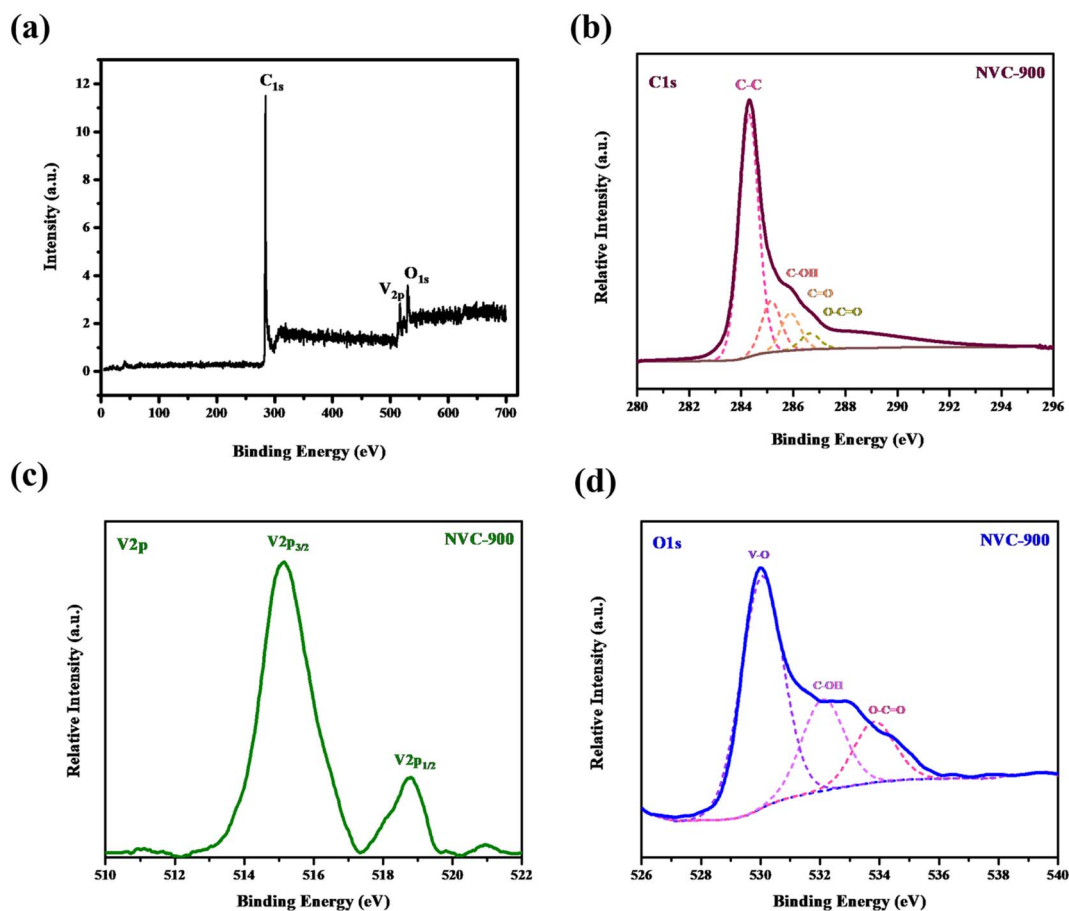 (a)
C1s
V2p
O1s
12
10
8
6
4
2
0
Intensity (a.u.)
0 100 200 300 400 500 600 700
Binding Energy (eV)
(b)
C1s
NVC-900
C-C
C-OH
C=O
O-C=O
Relative Intensity (a.u.)
280 282 284 286 288 290 292 294 296
Binding Energy (eV)
(c)
V2p
NVC-900
V2p3/2
V2p1/2
Relative Intensity (a.u.)
510 512 514 516 518 520 522
Binding Energy (eV)
(d)
O1s
NVC-900
V-O
C-OH
O-C=O
Relative Intensity (a.u.)
526 528 530 532 534 536 538 540
Binding Energy (eV)